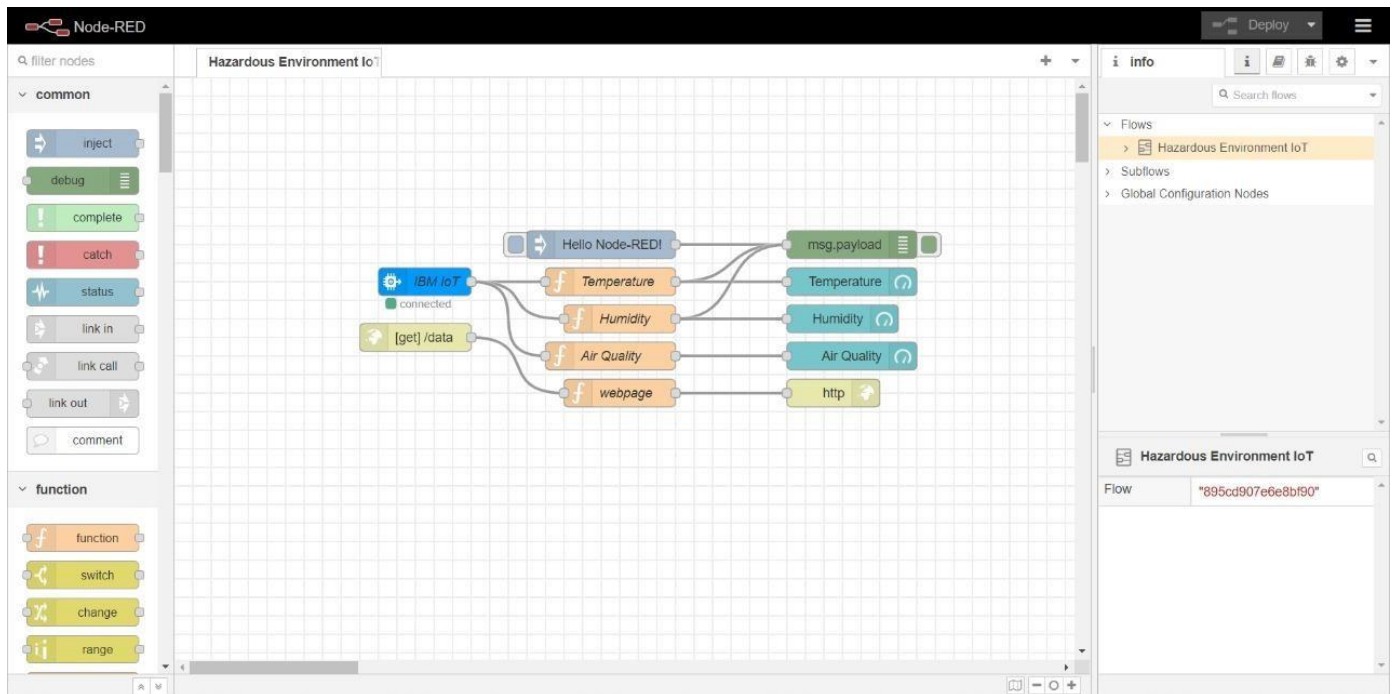 Node-RED
Deploy
filter nodes
Hazardous Environment IoT
i info
i
Search flows
common
inject
debug
complete
catch
status
link in
link call
link out
comment
function
function
switch
change
range
Hello Node-RED!
msg.payload
IBM IoT
connected
Temperature
Temperature
Humidity
Humidity
[get] /data
Air Quality
Air Quality
webpage
http
Flows
Hazardous Environment IoT
Subflows
Global Configuration Nodes
Hazardous Environment IoT
Flow "895cd907e6e8bf90"